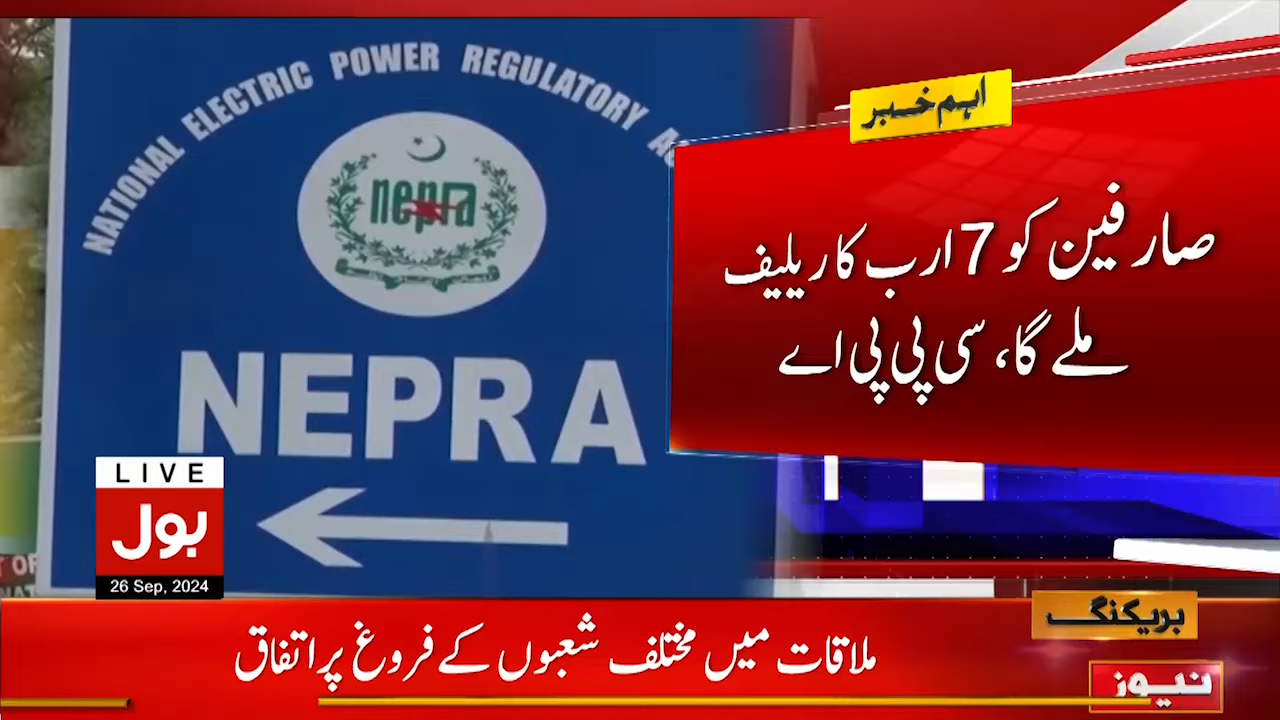 NATIONAL ELECTRIC POWER REGULATORY
nepra
NEPRA
اہم خبر
صارفین کو 7 ارب کا ریلیف
ملے گا، سی پی پی اے
LIVE
بول
26 Sep, 2024
بریکنگ
نیوز
ملاقات میں مختلف شعبوں کے فروغ پر اتفاق